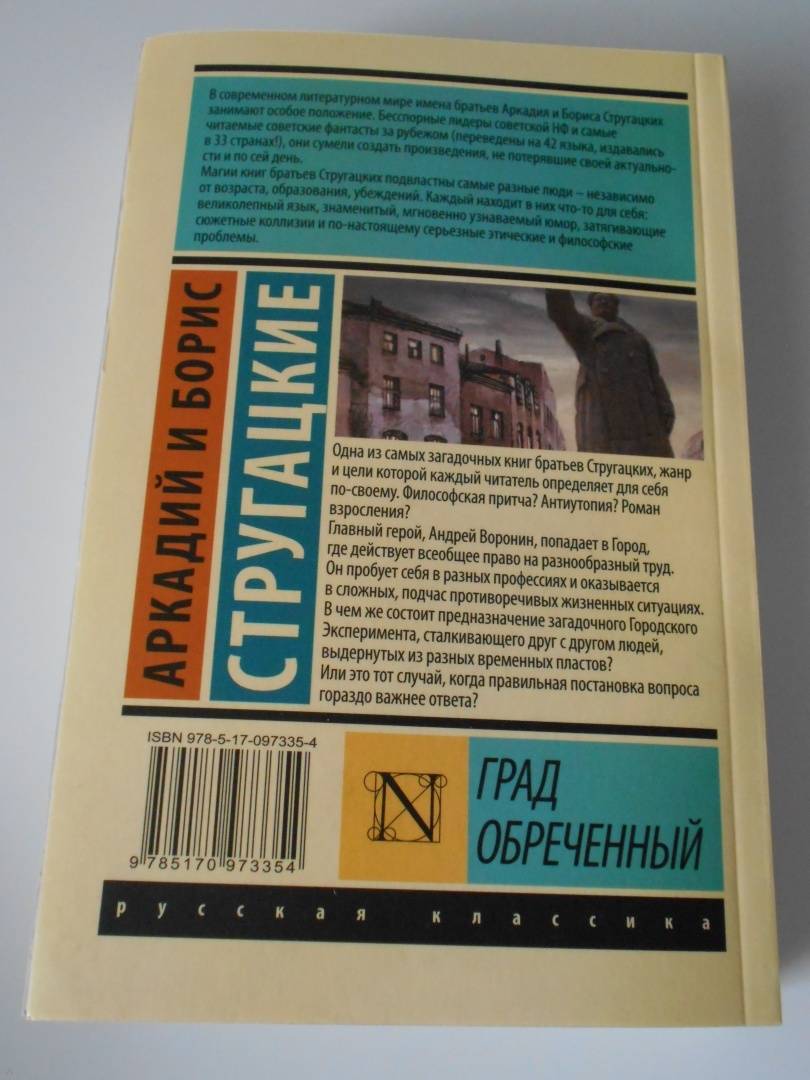 В современном литературном мире имена братьев Аркадия и Бориса Стругацких
занимают особое положение. Бесспорные лидеры советской НФ и самые
читаемые советские фантасты за рубежом (переведены на 42 языка, издавались
в 33 странах!), они сумели создать произведения, не потерявшие своей актуально-
сти и по сей день.
Магии книг братьев Стругацких подвластны самые разные люди – независимо
от возраста, образования, убеждений. Каждый находит в них что-то для себя:
великолепный язык, знаменитый, мгновенно узнаваемый юмор, затягивающие
сюжетные коллизии и по-настоящему серьезные этические и философские
проблемы.
АРКАДИЙ И БОРИС
СТРУГАЦКИЕ
Одна из самых загадочных книг братьев Стругацких, жанр
и цели которой каждый читатель определяет для себя
по-своему. Философская притча? Антиутопия? Роман
взросления?
Главный герой, Андрей Воронин, попадает в Город,
где действует всеобщее право на разнообразный труд.
Он пробует себя в разных профессиях и оказывается
в сложных, подчас противоречивых жизненных ситуациях.
В чем же состоит предназначение загадочного Городского
Эксперимента, сталкивающего друг с другом людей,
выдернутых из разных временных пластов?
Или это тот случай, когда правильная постановка вопроса
гораздо важнее ответа?
ISBN 978-5-17-097335-4
9 785170 973354
N
ГРАД
ОБРЕЧЕННЫЙ
русская классика